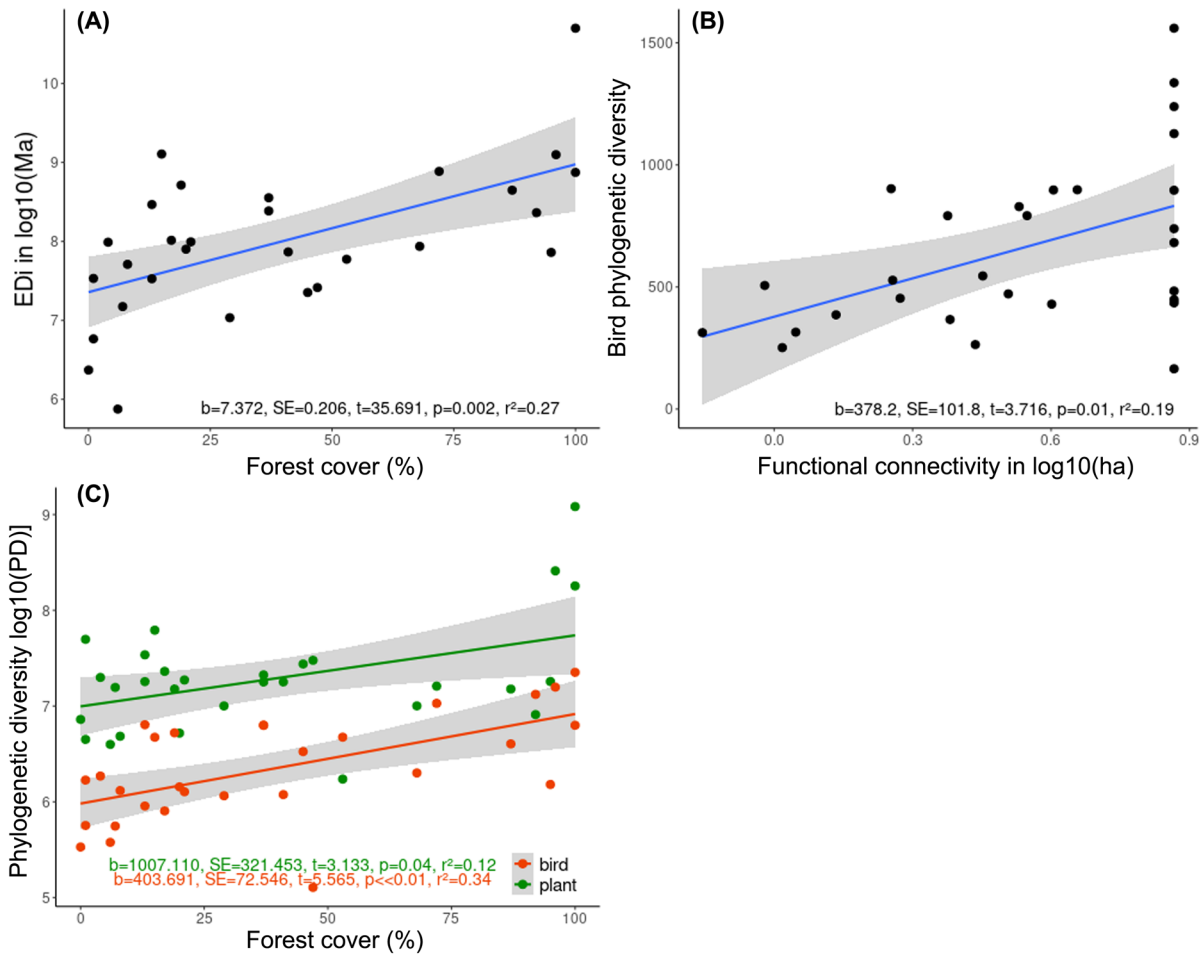 (A)
EDi in log10(Ma)
10
9
8
7
6
b=7.372, SE=0.206, t=35.691, p=0.002, r²=0.27
0
25
50
75
100
Forest cover (%)
(B)
Bird phylogenetic diversity
1500
1000
500
0
b=378.2, SE=101.8, t=3.716, p=0.01, r²=0.19
0.0
0.3
0.6
0.9
Functional connectivity in log10(ha)
(C)
Phylogenetic diversity log10(PD)]
9
8
7
6
5
b=1007.110, SE=321.453, t=3.133, p=0.04, r²=0.12
b=403.691, SE=72.546, t=5.565, p<<0.01, r²=0.34
bird
plant
0
25
50
75
100
Forest cover (%)